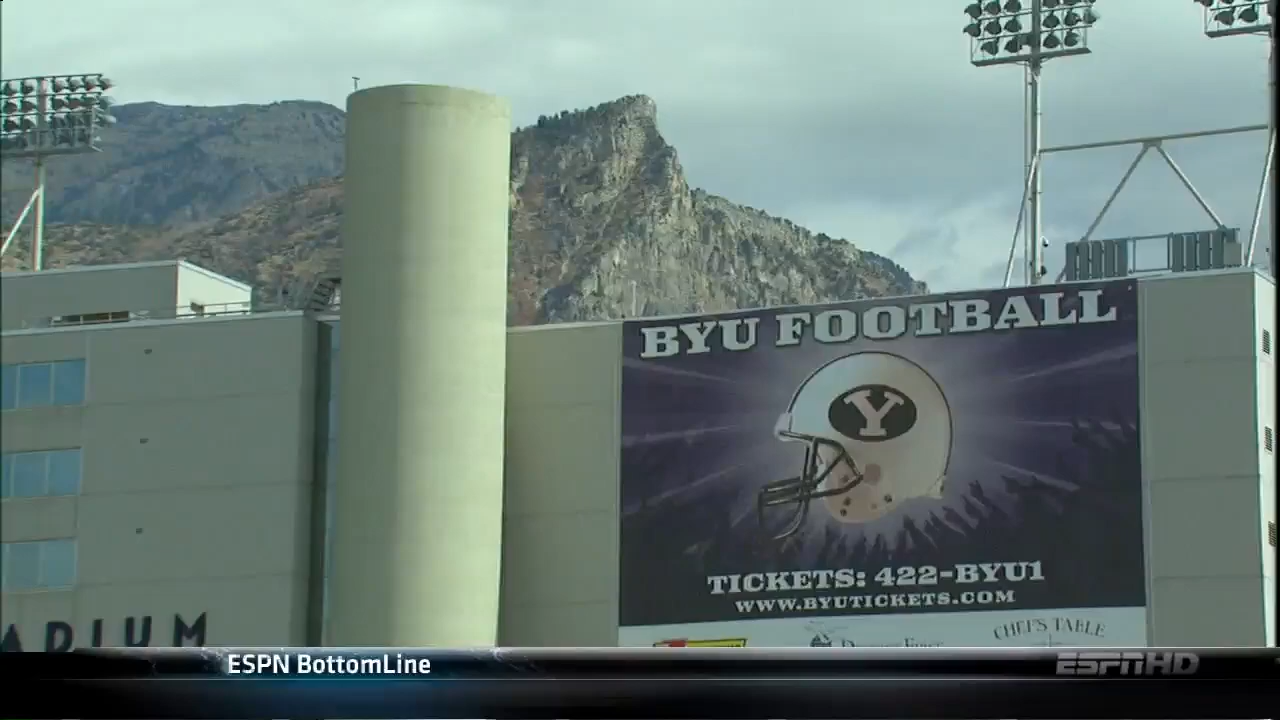 BYU FOOTBALL
Y
TICKETS: 422-BYU1
WWW.BYUTICKETS.COM
CHEF'S TABLE
ADIUM
ESPN BottomLine
ESPNHD